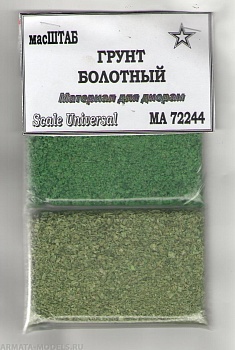 масШТАБ
ГРУНТ
БОЛОТНЫЙ
Материал для диорам
Scale Universal
МА 72244
ARMATA-MODELS.RU